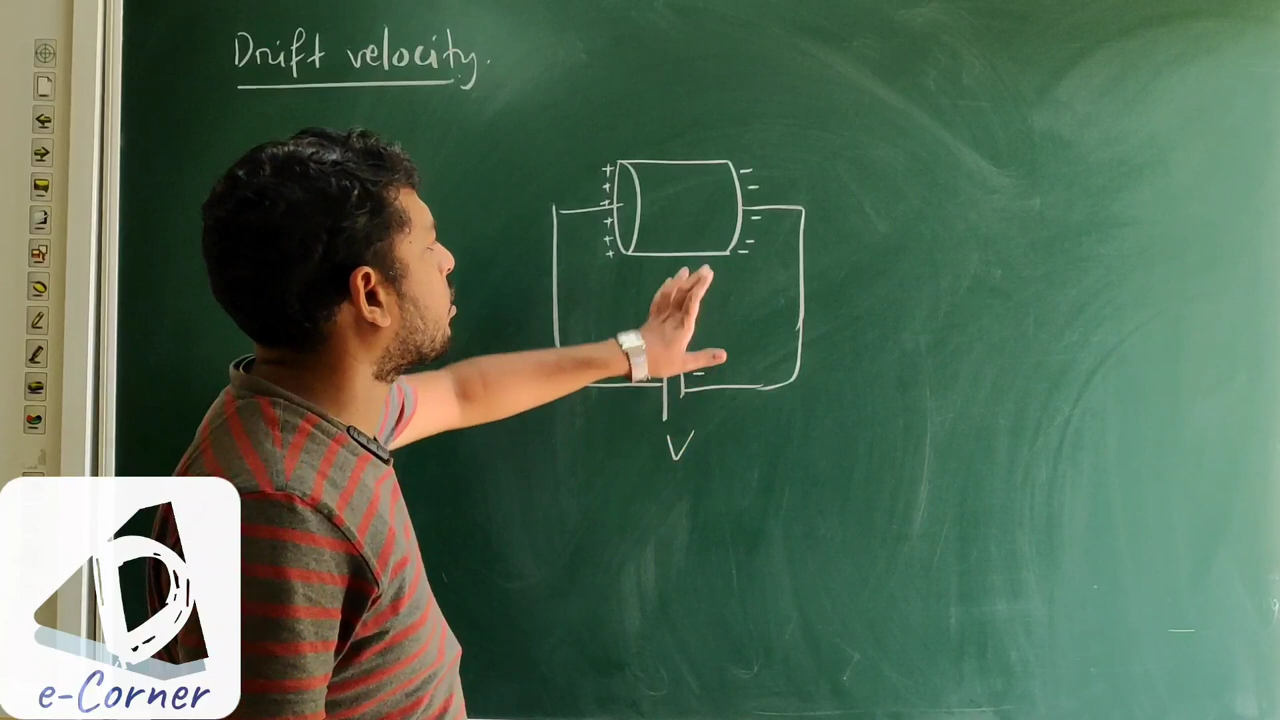 Drift velocity.
+ + + + + +
- - - - -
-
V
D
e-Corner